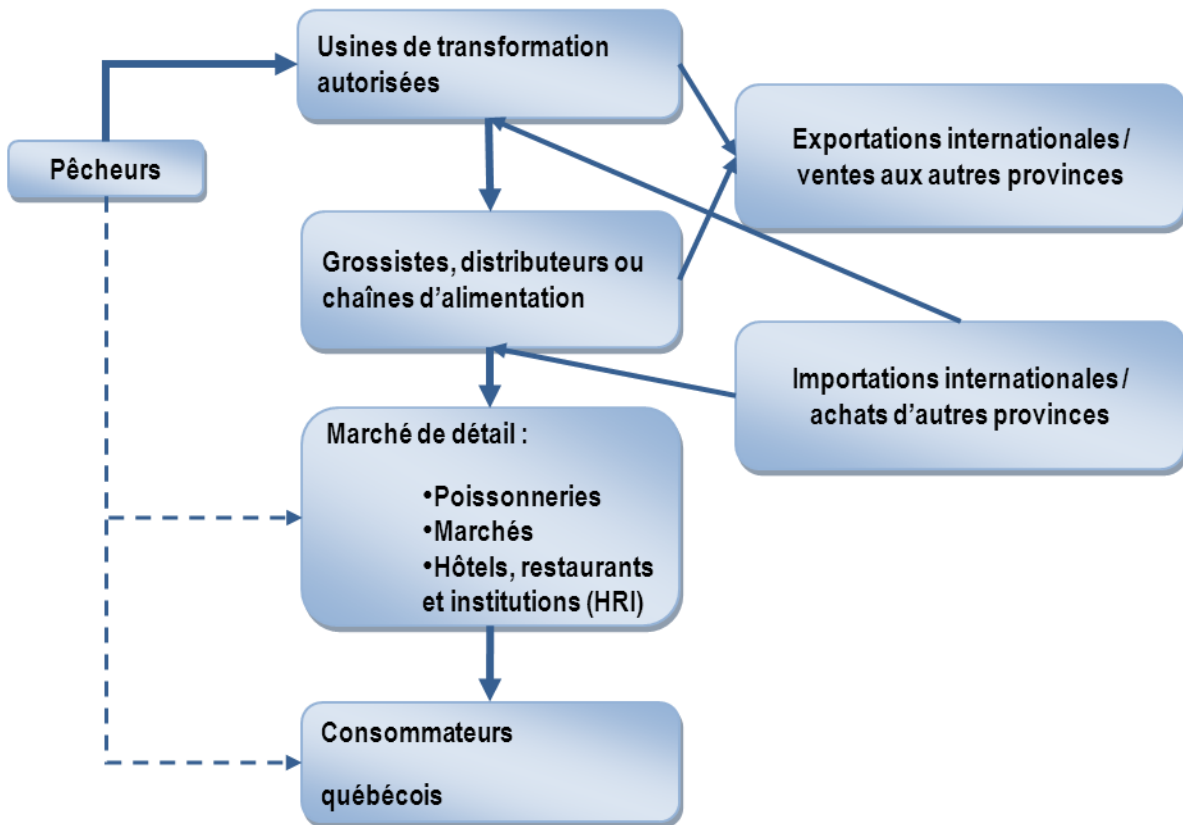 Usines de transformation
autorisées
Pêcheurs
Exportations internationales /
ventes aux autres provinces
Grossistes, distributeurs ou
chaînes d’alimentation
Importations internationales /
achats d’autres provinces
Marché de détail :
•Poissonneries
•Marchés
•Hôtels, restaurants
et institutions (HRI)
Consommateurs
québécois